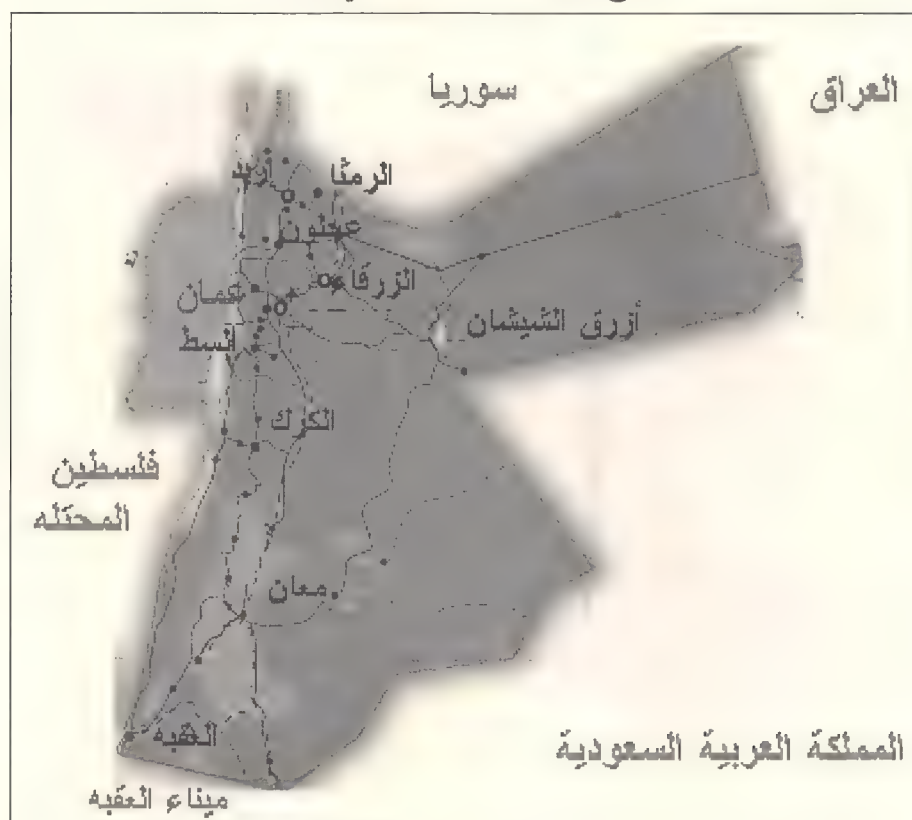 سوريا
العراق
اربد
الرمثا
عجلون
الزرقاء
عمان
السط
أزرق الشيشان
الكرك
فلسطين
المحتله
معان
العقبه
المملكة العربية السعودية
ميناء العقبه